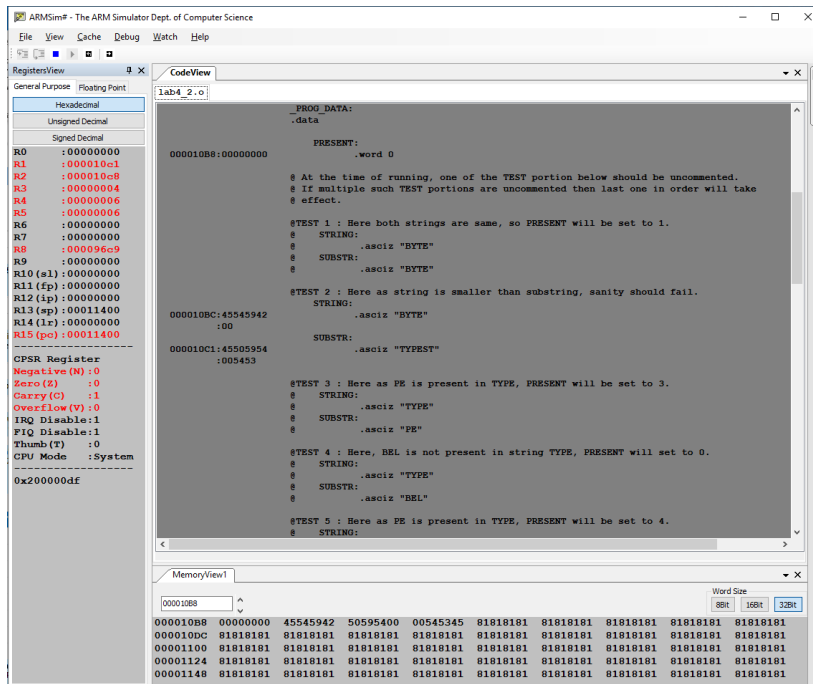 ARMSim# - The ARM Simulator Dept. of Computer Science
File View Cache Debug Watch Help
RegistersView
General Purpose Floating Point
Hexadecimal
Unsigned Decimal
Signed Decimal
R0 :00000000
R1 :000010c1
R2 :000010c8
R3 :00000004
R4 :00000006
R5 :00000006
R6 :00000000
R7 :00000000
R8 :000096c9
R9 :00000000
R10(sl):00000000
R11(fp):00000000
R12(ip):00000000
R13(sp):00011400
R14(lr):00000000
R15(pc):00011400
------------------
CPSR Register
Negative(N):0
Zero(Z) :0
Carry(C) :1
Overflow(V):0
IRQ Disable:1
FIQ Disable:1
Thumb(T) :0
CPU Mode :System
------------------
0x200000df
CodeView
lab4_2.o
_PROG_DATA:
.data
PRESENT:
000010B8:00000000 .word 0
@ At the time of running, one of the TEST portion below should be uncommented.
@ If multiple such TEST portions are uncommented then last one in order will take
@ effect.
@TEST 1 : Here both strings are same, so PRESENT will be set to 1.
@ STRING:
@ .asciz "BYTE"
@ SUBSTR:
@ .asciz "BYTE"
@TEST 2 : Here as string is smaller than substring, sanity should fail.
STRING:
000010BC:45545942 .asciz "BYTE"
:00
SUBSTR:
000010C1:45505954 .asciz "TYPEST"
:005453
@TEST 3 : Here as PE is present in TYPE, PRESENT will be set to 3.
@ STRING:
@ .asciz "TYPE"
@ SUBSTR:
@ .asciz "PE"
@TEST 4 : Here, BEL is not present in string TYPE, PRESENT will set to 0.
@ STRING:
@ .asciz "TYPE"
@ SUBSTR:
@ .asciz "BEL"
@TEST 5 : Here as PE is present in TYPE, PRESENT will be set to 4.
@ STRING:
MemoryView1
000010B8
Word Size
8Bit 16Bit 32Bit
000010B8 00000000 45545942 50595400 00545345 81818181 81818181 81818181 81818181 81818181
000010DC 81818181 81818181 81818181 81818181 81818181 81818181 81818181 81818181 81818181
00001100 81818181 81818181 81818181 81818181 81818181 81818181 81818181 81818181 81818181
00001124 81818181 81818181 81818181 81818181 81818181 81818181 81818181 81818181 81818181
00001148 81818181 81818181 81818181 81818181 81818181 81818181 81818181 81818181 81818181